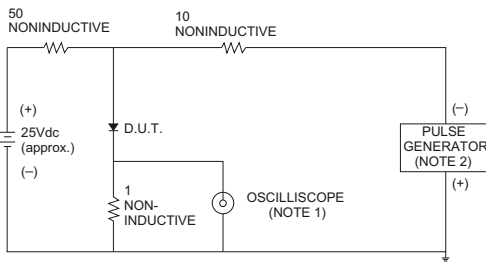 50
NONINDUCTIVE
10
NONINDUCTIVE
(+)
25Vdc
(approx.)
(–)
D.U.T.
1
NON-
INDUCTIVE
OSCILLISCOPE
(NOTE 1)
(–)
PULSE
GENERATOR
(NOTE 2)
(+)